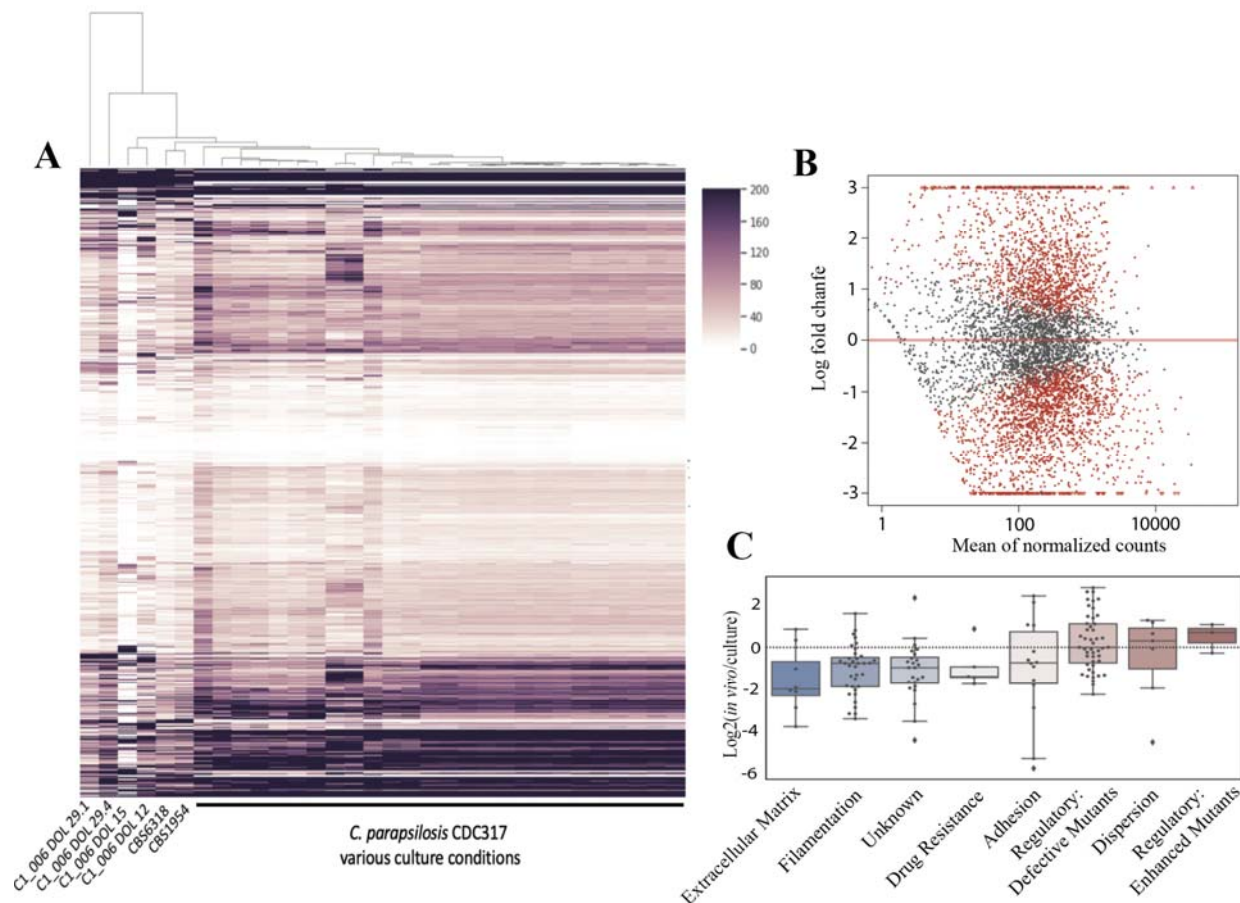 A
200
160
120
80
40
0
C1_006 DOL 29.1
C1_006 DOL 29.4
C1_006 DOL 15
C1_006 DOL 12
CBS6318
CBS1954
C. parapsilosis CDC317
various culture conditions
B
Log fold chanfe
3
2
1
0
-1
-2
-3
1
100
10000
Mean of normalized counts
C
Log2(in vivo/culture)
2
0
-2
-4
-6
Extracellular Matrix
Filamentation
Unknown
Drug Resistance
Adhesion
Regulatory:
Defective Mutants
Dispersion
Regulatory:
Enhanced Mutants